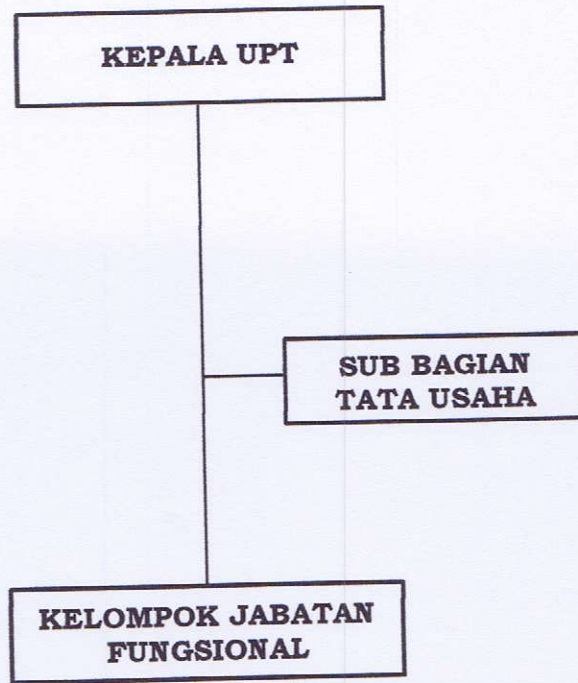 KEPALA UPT
SUB BAGIAN
TATA USAHA
KELOMPOK JABATAN
FUNGSIONAL